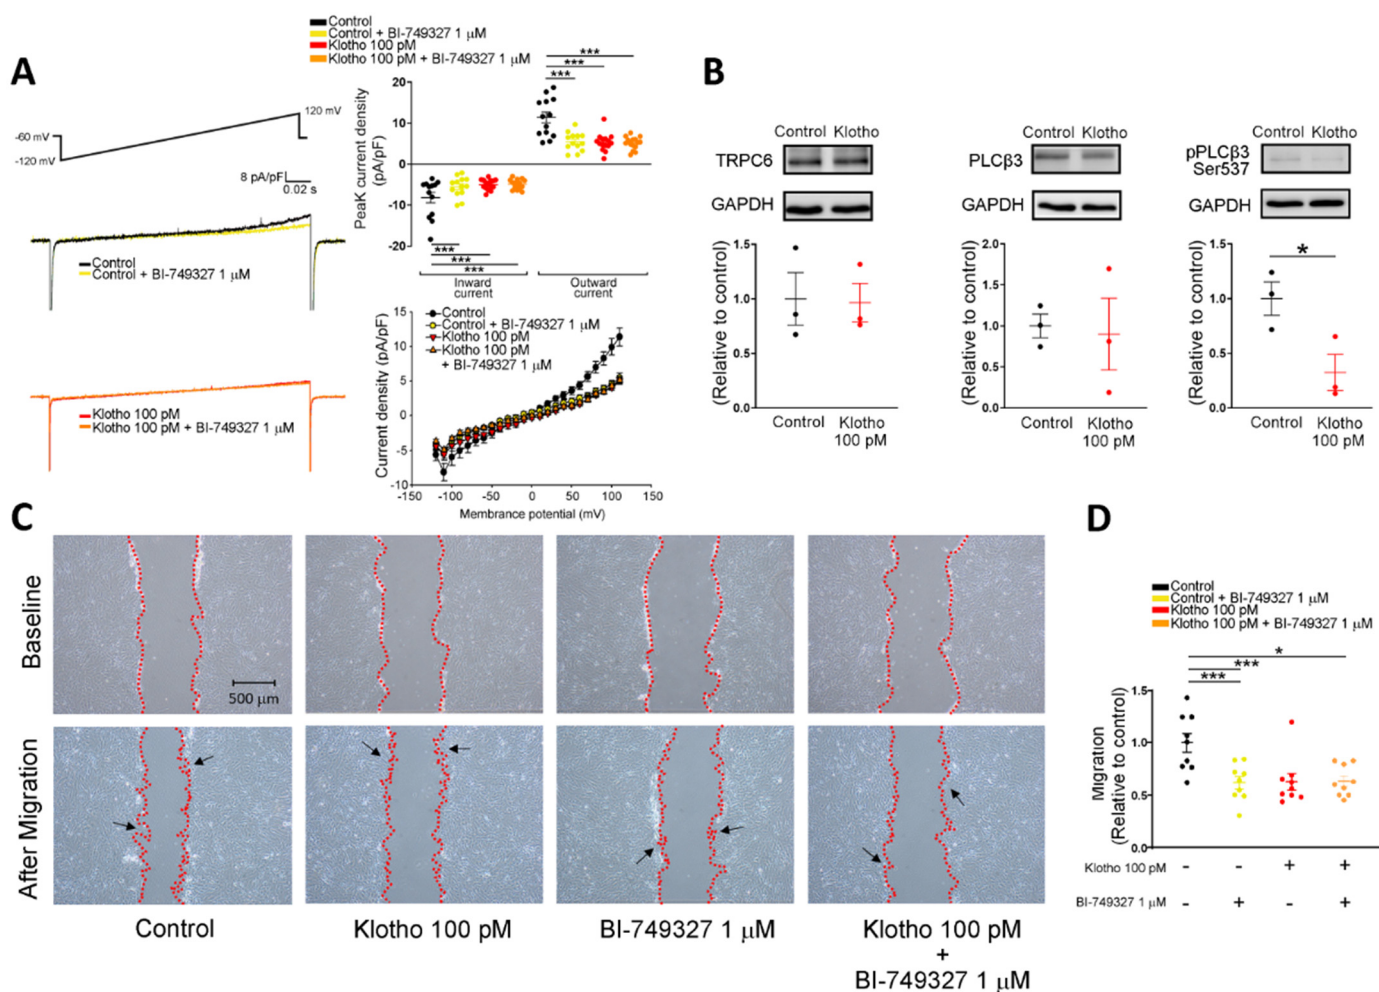 A
Control
Control + BI-749327 1 μM
Klotho 100 pM
Klotho 100 pM + BI-749327 1 μM
-60 mV
120 mV
-120 mV
8 pA/pF
0.02 s
Control
Control + BI-749327 1 μM
Klotho 100 pM
Klotho 100 pM + BI-749327 1 μM
PeaK current density
(pA/pF)
20
10
0
-10
-20
***
***
***
***
***
***
Inward
current
Outward
current
Current density (pA/pF)
15
10
5
0
-5
-10
Control
Control + BI-749327 1 μM
Klotho 100 pM
Klotho 100 pM
+ BI-749327 1 μM
-150
-100
-50
0
50
100
150
Membrance potential (mV)
B
Control Klotho
TRPC6
GAPDH
(Relative to control)
1.5
1.0
0.5
0.0
Control Klotho
100 pM
Control Klotho
PLCβ3
GAPDH
(Relative to control)
2.0
1.5
1.0
0.5
0.0
Control Klotho
100 pM
Control Klotho
pPLCβ3
Ser537
GAPDH
(Relative to control)
1.5
1.0
0.5
0.0
*
Control Klotho
100 pM
C
Baseline
500 μm
After Migration
Control
Klotho 100 pM
BI-749327 1 μM
Klotho 100 pM
+
BI-749327 1 μM
D
Control
Control + BI-749327 1 μM
Klotho 100 pM
Klotho 100 pM + BI-749327 1 μM
*
***
***
Migration
(Relative to control)
1.5
1.0
0.5
0.0
Klotho 100 pM - - + +
BI-749327 1 μM - + - +